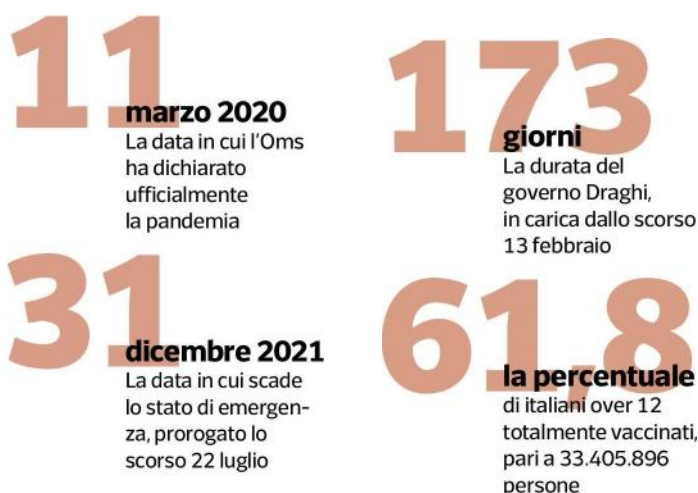 11
marzo 2020
La data in cui l'Oms
ha dichiarato
ufficialmente
la pandemia
173
giorni
La durata del
governo Draghi,
in carica dallo scorso
13 febbraio
31
dicembre 2021
La data in cui scade
lo stato di emergen-
za, prorogato lo
scorso 22 luglio
61,8
la percentuale
di italiani over 12
totalmente vaccinati,
pari a 33.405.896
persone